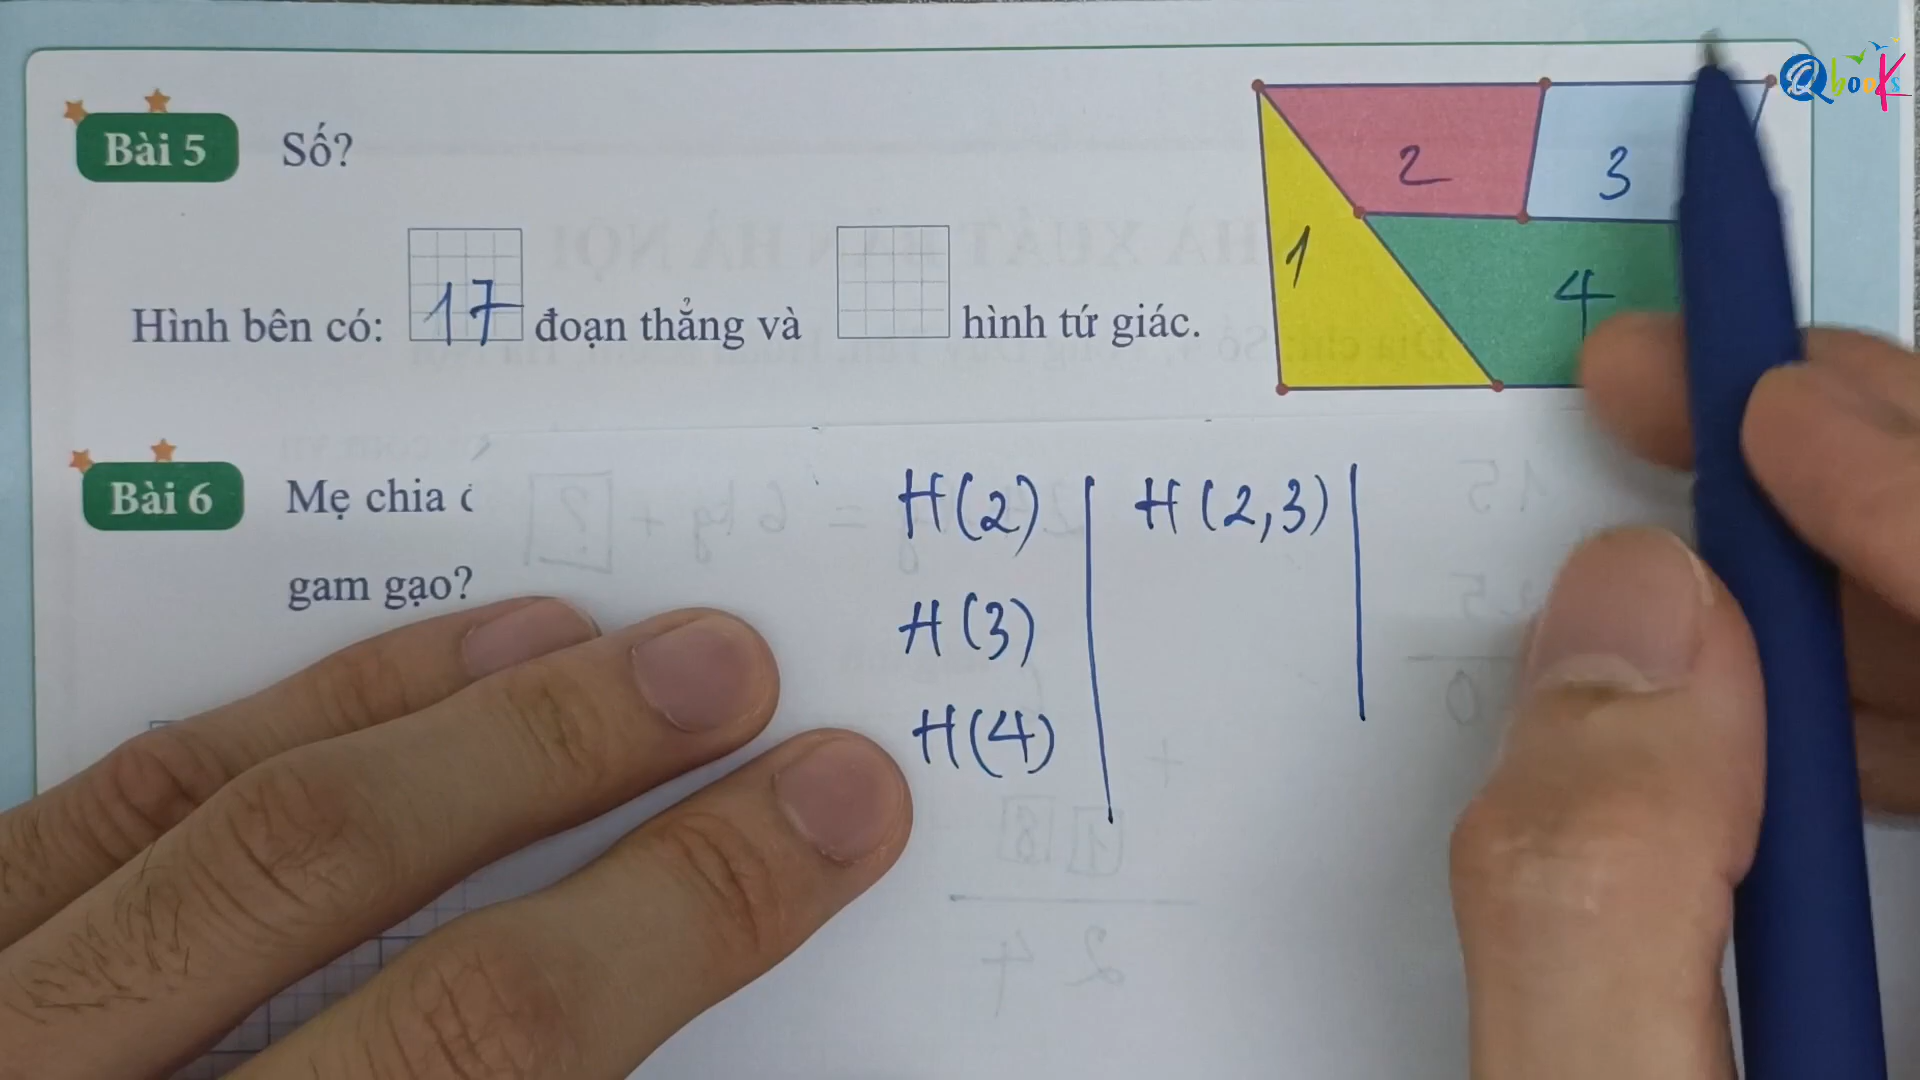 Qbooks
Bài 5 Số?
2 3
1 4
Hình bên có: 17 đoạn thẳng và hình tứ giác.
Bài 6 Mẹ chia
gam gạo?
H(2) H(2,3)
H(3)
H(4)